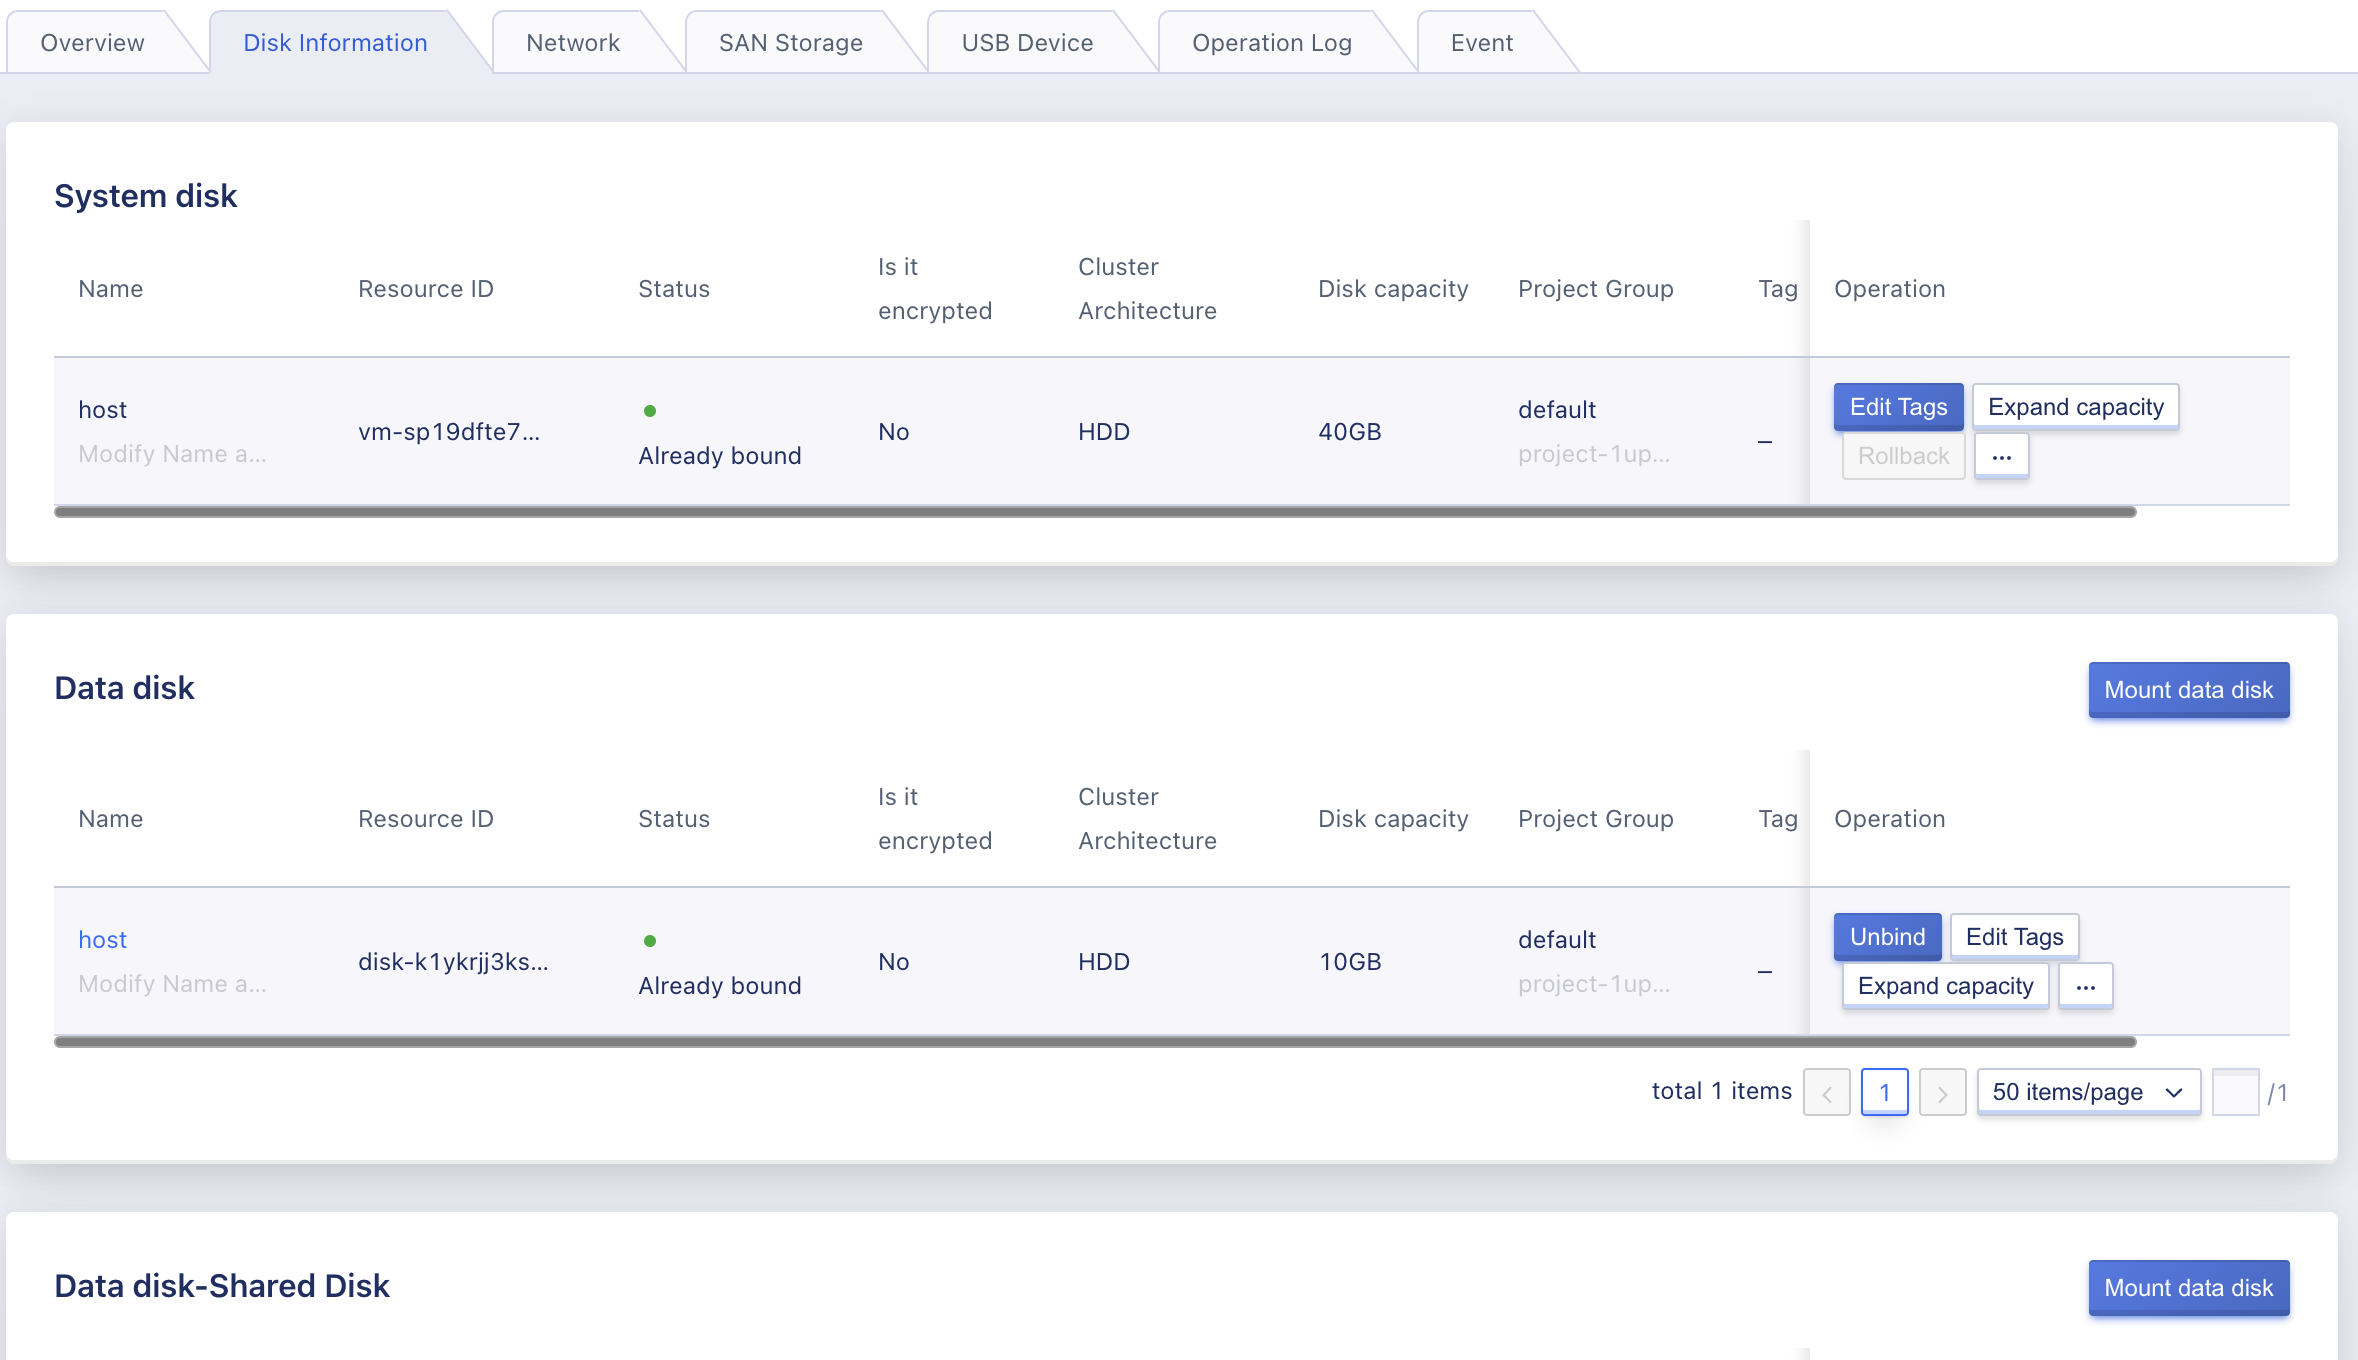 Overview Disk Information Network SAN Storage USB Device Operation Log Event
System disk
Name Resource ID Status Is it encrypted Cluster Architecture Disk capacity Project Group Tag Operation
host
Modify Name a...
vm-sp19dfte7...
Already bound
No
HDD
40GB
default
project-1up...
–
Edit Tags Expand capacity
Rollback ...
Data disk
Mount data disk
Name Resource ID Status Is it encrypted Cluster Architecture Disk capacity Project Group Tag Operation
host
Modify Name a...
disk-k1ykrjj3ks...
Already bound
No
HDD
10GB
default
project-1up...
–
Unbind Edit Tags
Expand capacity ...
total 1 items < 1 > 50 items/page /1
Data disk-Shared Disk
Mount data disk